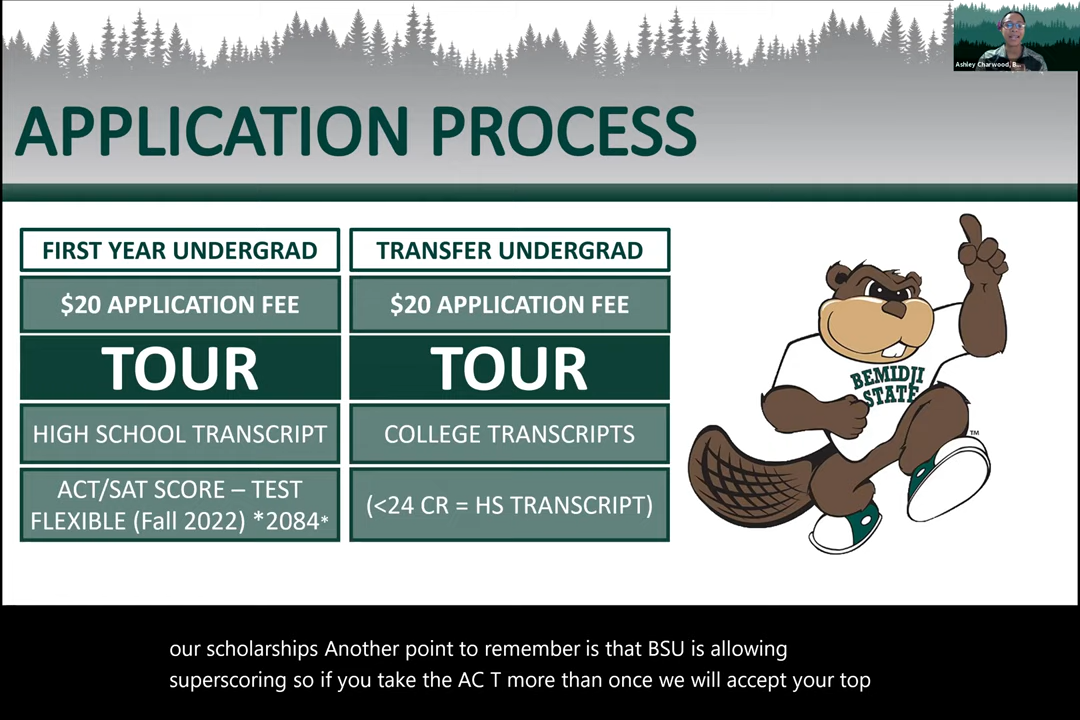 Ashley Charwood, B...
APPLICATION PROCESS
FIRST YEAR UNDERGRAD
TRANSFER UNDERGRAD
$20 APPLICATION FEE
$20 APPLICATION FEE
TOUR
TOUR
HIGH SCHOOL TRANSCRIPT
COLLEGE TRANSCRIPTS
ACT/SAT SCORE – TEST
FLEXIBLE (Fall 2022) *2084*
(<24 CR = HS TRANSCRIPT)
BEMIDJI
STATE
TM
our scholarships Another point to remember is that BSU is allowing
superscoring so if you take the AC T more than once we will accept your top